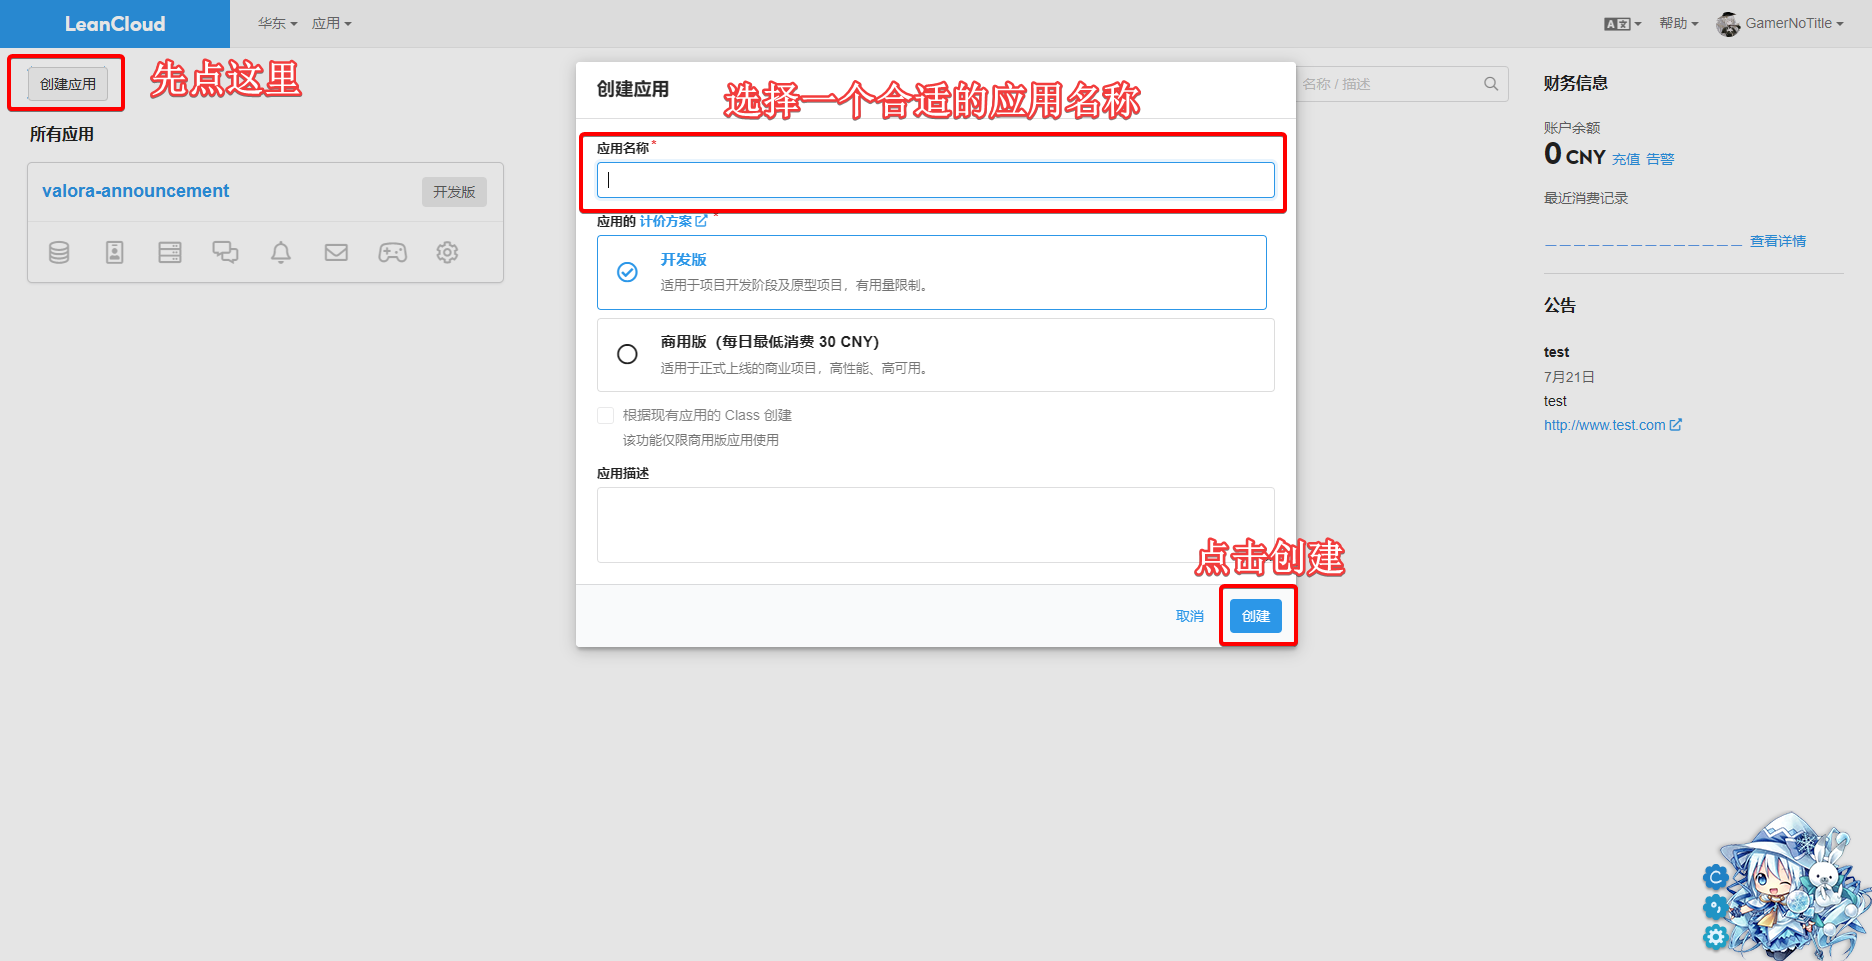 LeanCloud
华东
应用
A文
帮助
GamerNoTitle
创建应用
先点这里
所有应用
valora-announcement
开发版
创建应用
选择一个合适的应用名称
应用名称*
应用的 计价方案 *
开发版
适用于项目开发阶段及原型项目，有用量限制。
商用版（每日最低消费 30 CNY）
适用于正式上线的商业项目，高性能、高可用。
根据现有应用的 Class 创建
该功能仅限商用版应用使用
应用描述
点击创建
取消
创建
名称 / 描述
财务信息
账户余额
0 CNY 充值 告警
最近消费记录
查看详情
公告
test
7月21日
test
http://www.test.com